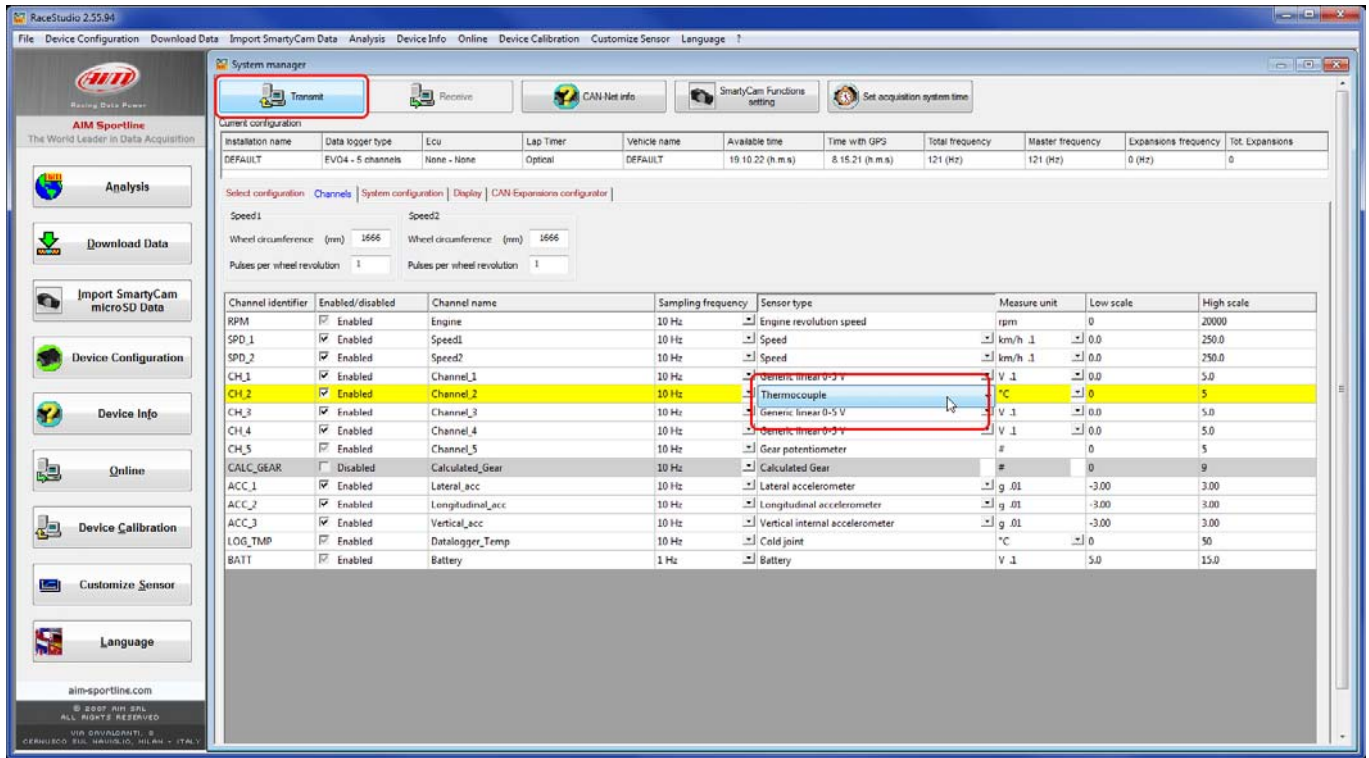 RaceStudio 2.55.94
File Device Configuration Download Data Import SmartyCam Data Analysis Device Info Online Device Calibration Customize Sensor Language ?
AIM
Racing Data Power
AIM Sportline
The World Leader in Data Acquisition
Analysis
Download Data
Import SmartyCam microSD Data
Device Configuration
Device Info
Online
Device Calibration
Customize Sensor
Language
aim-sportline.com
© 2007 AIM SRL
ALL RIGHTS RESERVED
VIA CAVALCANTI, 8
CERNUSCO SUL NAVIGLIO, MILAN - ITALY
System manager
Transmit Receive CAN-Net info SmartyCam Functions setting Set acquisition system time
Current configuration
Installation name Data logger type Ecu Lap Timer Vehicle name Available time Time with GPS Total frequency Master frequency Expansions frequency Tot. Expansions
DEFAULT EVO4 - 5 channels None - None Optical DEFAULT 19.10.22 (h.m.s) 8.15.21 (h.m.s) 121 (Hz) 121 (Hz) 0 (Hz) 0
Select configuration Channels System configuration Display CAN Expansions configurator
Speed1 Speed2
Wheel circumference (mm) 1666 Wheel circumference (mm) 1666
Pulses per wheel revolution 1 Pulses per wheel revolution 1
Channel identifier Enabled/disabled Channel name Sampling frequency Sensor type Measure unit Low scale High scale
RPM Enabled Engine 10 Hz Engine revolution speed rpm 0 20000
SPD_1 Enabled Speed1 10 Hz Speed km/h .1 0.0 250.0
SPD_2 Enabled Speed2 10 Hz Speed km/h .1 0.0 250.0
CH_1 Enabled Channel_1 10 Hz Generic linear 0-5 V V .1 0.0 5.0
CH_2 Enabled Channel_2 10 Hz Thermocouple °C 0 5
CH_3 Enabled Channel_3 10 Hz Generic linear 0-5 V V .1 0.0 5.0
CH_4 Enabled Channel_4 10 Hz Generic linear 0-5 V V .1 0.0 5.0
CH_5 Enabled Channel_5 10 Hz Gear potentiometer # 0 5
CALC_GEAR Disabled Calculated_Gear 10 Hz Calculated Gear # 0 9
ACC_1 Enabled Lateral_acc 10 Hz Lateral accelerometer g .01 -3.00 3.00
ACC_2 Enabled Longitudinal_acc 10 Hz Longitudinal accelerometer g .01 -3.00 3.00
ACC_3 Enabled Vertical_acc 10 Hz Vertical internal accelerometer g .01 -3.00 3.00
LOG_TMP Enabled Datalogger_Temp 10 Hz Cold joint °C 0 50
BATT Enabled Battery 1 Hz Battery V .1 5.0 15.0